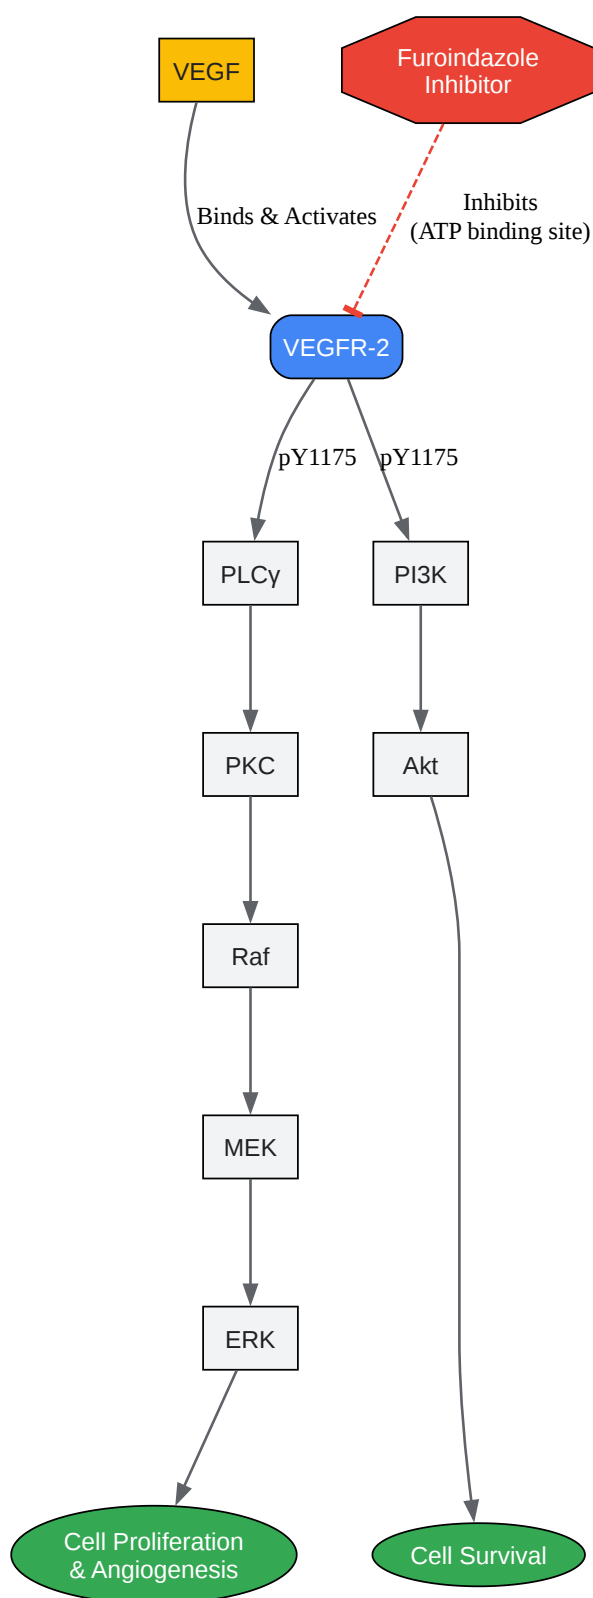 VEGF
Furoindazole
Inhibitor
Binds & Activates
Inhibits
(ATP binding site)
VEGFR-2
pY1175
pY1175
PLCγ
PI3K
PKC
Akt
Raf
MEK
ERK
Cell Proliferation
& Angiogenesis
Cell Survival